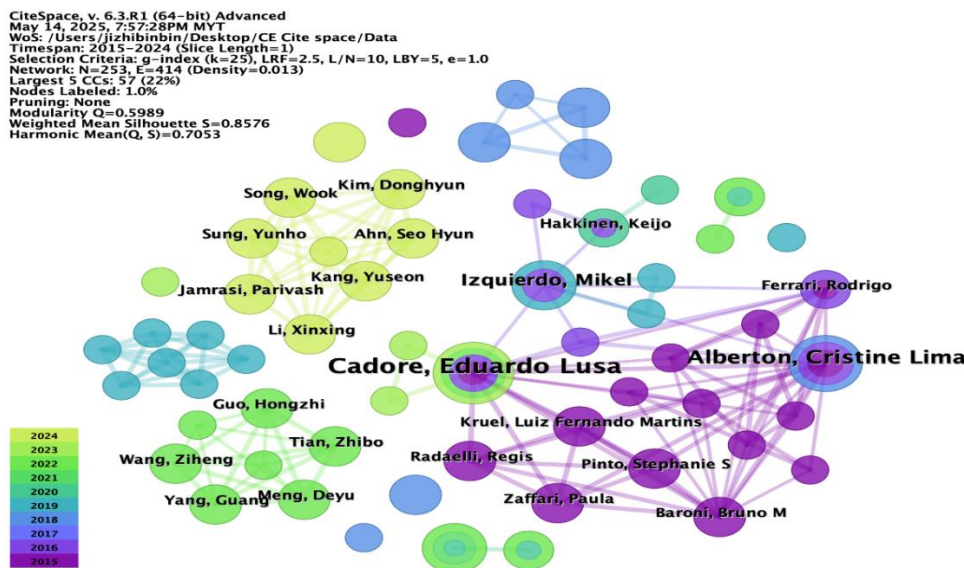 CiteSpace, v. 6.3.R1 (64-bit) Advanced
May 14, 2025, 7:57:28PM MYT
WoS: /Users/jizhibinbin/Desktop/CE Cite space/Data
Timespan: 2015-2024 (Slice Length=1)
Selection Criteria: g-index (k=25), LRF=2.5, L/N=10, LBY=5, e=1.0
Network: N=253, E=414 (Density=0.013)
Largest 5 CCs: 57 (22%)
Nodes Labeled: 1.0%
Pruning: None
Modularity Q=0.5989
Weighted Mean Silhouette S=0.8576
Harmonic Mean(Q, S)=0.7053
Song, Wook
Kim, Donghyun
Sung, Yunho
Ahn, Seo Hyun
Hakkinen, Keijo
Kang, Yuseon
Izquierdo, Mikel
Jamrasi, Parivash
Ferrari, Rodrigo
Li, Xinxing
Cadore, Eduardo Lusa
Alberton, Cristine Lima
Guo, Hongzhi
Kruel, Luiz Fernando Martins
Tian, Zhibo
Wang, Ziheng
Radaelli, Regis
Pinto, Stephanie S
Yang, Guang
Meng, Deyu
Zaffari, Paula
Baroni, Bruno M
2024
2023
2022
2021
2020
2019
2018
2017
2016
2015